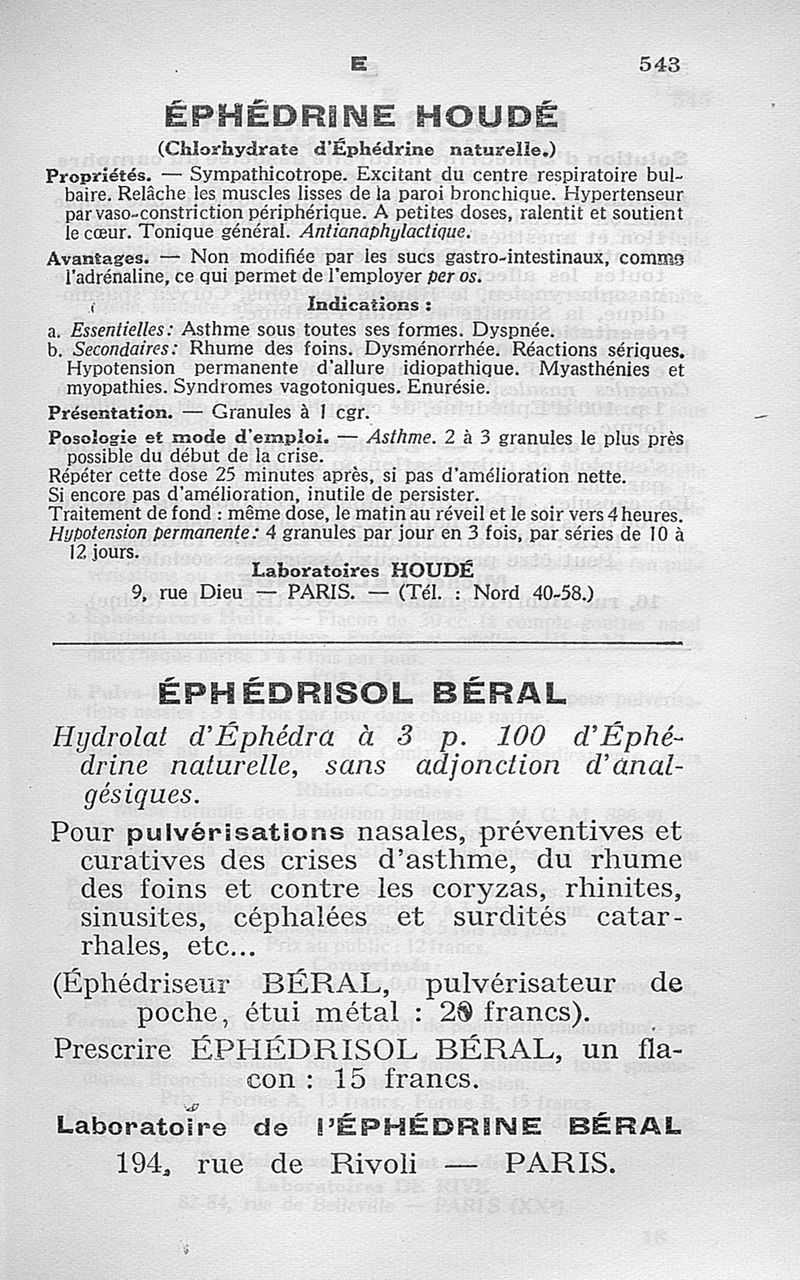 E 543
ÉPHÉDRINE HOUDÉ
(Chlorhydrate d'Éphédrine naturelle.)
Propriétés. — Sympathicotrope. Excitant du centre respiratoire bul-
baire. Relâche les muscles lisses de la paroi bronchique. Hypertenseur
par vaso-constriction périphérique. A petites doses, ralentit et soutient
le cœur. Tonique général. Antianaphylactique.
Avantages. — Non modifiée par les sucs gastro-intestinaux, comme
l'adrénaline, ce qui permet de l'employer per os.
Indications :
a. Essentielles : Asthme sous toutes ses formes. Dyspnée.
b. Secondaires : Rhume des foins. Dysménorrhée. Réactions sériques.
Hypotension permanente d'allure idiopathique. Myasthénies et
myopathies. Syndromes vagotoniques. Enurésie.
Présentation. — Granules à 1 cgr.
Posologie et mode d'emploi. — Asthme. 2 à 3 granules le plus près
possible du début de la crise.
Répéter cette dose 25 minutes après, si pas d'amélioration nette.
Si encore pas d'amélioration, inutile de persister.
Traitement de fond : même dose, le matin au réveil et le soir vers 4 heures.
Hypotension permanente : 4 granules par jour en 3 fois, par séries de 10 à
12 jours.
Laboratoires HOUDÉ
9, rue Dieu — PARIS. — (Tél. : Nord 40-58.)
ÉPHÉDRISOL BÉRAL
Hydrolat d'Éphédra à 3 p. 100 d'Éphé-
drine naturelle, sans adjonction d'anal-
gésiques.
Pour pulvérisations nasales, préventives et
curatives des crises d'asthme, du rhume
des foins et contre les coryzas, rhinites,
sinusites, céphalées et surdités catar-
rhales, etc...
(Éphédriseur BÉRAL, pulvérisateur de
poche, étui métal : francs).
Prescrire ÉPHÉDRISOL BÉRAL, un fla-
con : 15 francs.
Laboratoire de l'ÉPHÉDRINE BÉRAL
194, rue de Rivoli — PARIS.